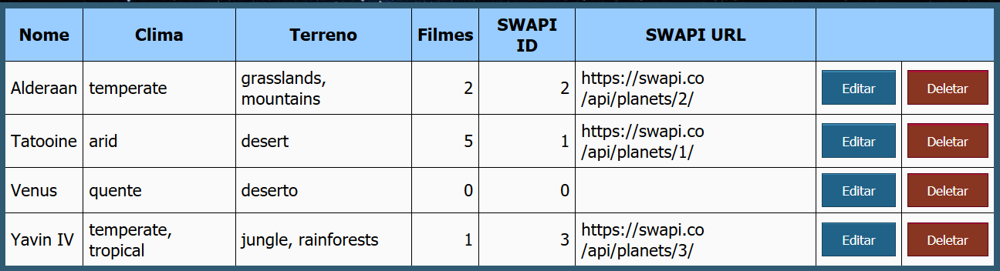 Nome Clima Terreno Filmes SWAPI ID SWAPI URL
Alderaan temperate grasslands, mountains 2 2 https://swapi.co /api/planets/2/ Editar Deletar
Tatooine arid desert 5 1 https://swapi.co /api/planets/1/ Editar Deletar
Venus quente deserto 0 0 Editar Deletar
Yavin IV temperate, tropical jungle, rainforests 1 3 https://swapi.co /api/planets/3/ Editar Deletar